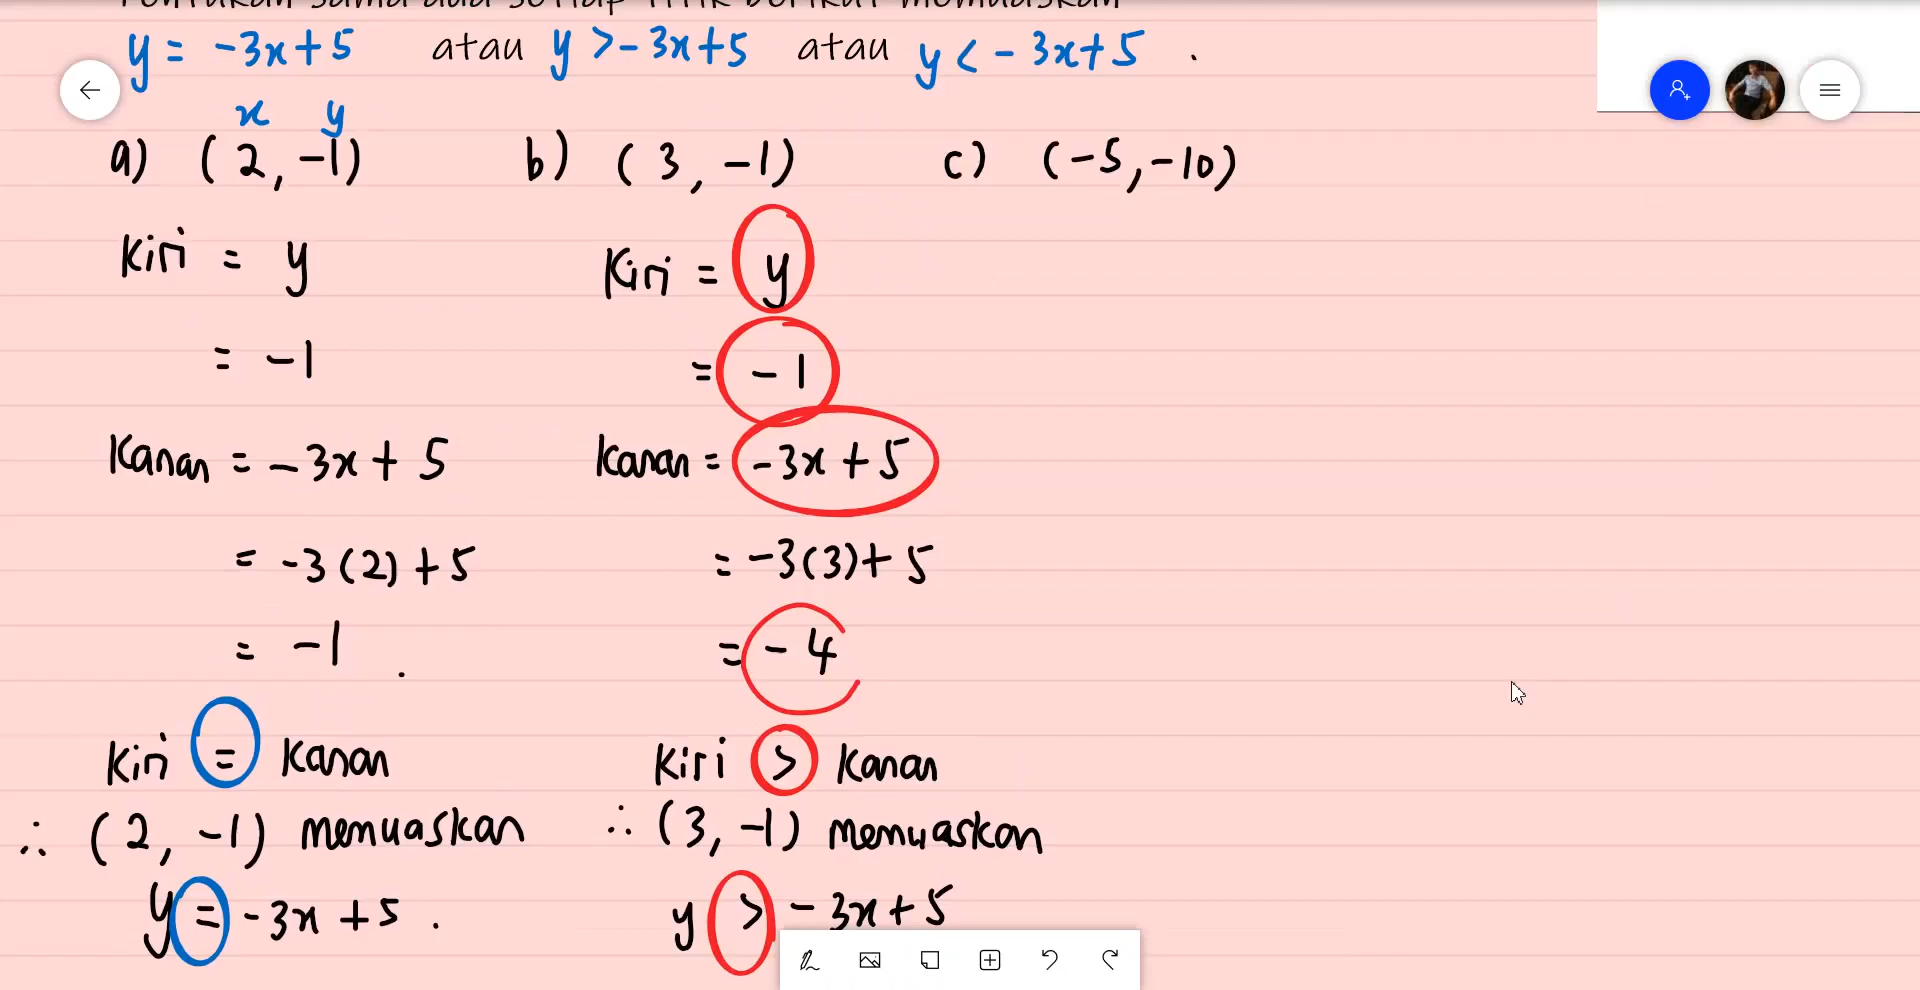 y = -3x+5 atau y >-3x+5 atau y < -3x+5 .
x y
a) (2, -1) b) (3, -1) c) (-5,-10)
Kiri = y
= -1
Kanan = -3x + 5
= -3(2) + 5
= -1 .
Kiri = Kanan
∴ (2, -1) memuaskan
y = -3x + 5 .
Kiri = y
= -1
Kanan = -3x + 5
= -3(3) + 5
= -4
Kiri > Kanan
∴ (3, -1) memuaskan
y > -3x + 5